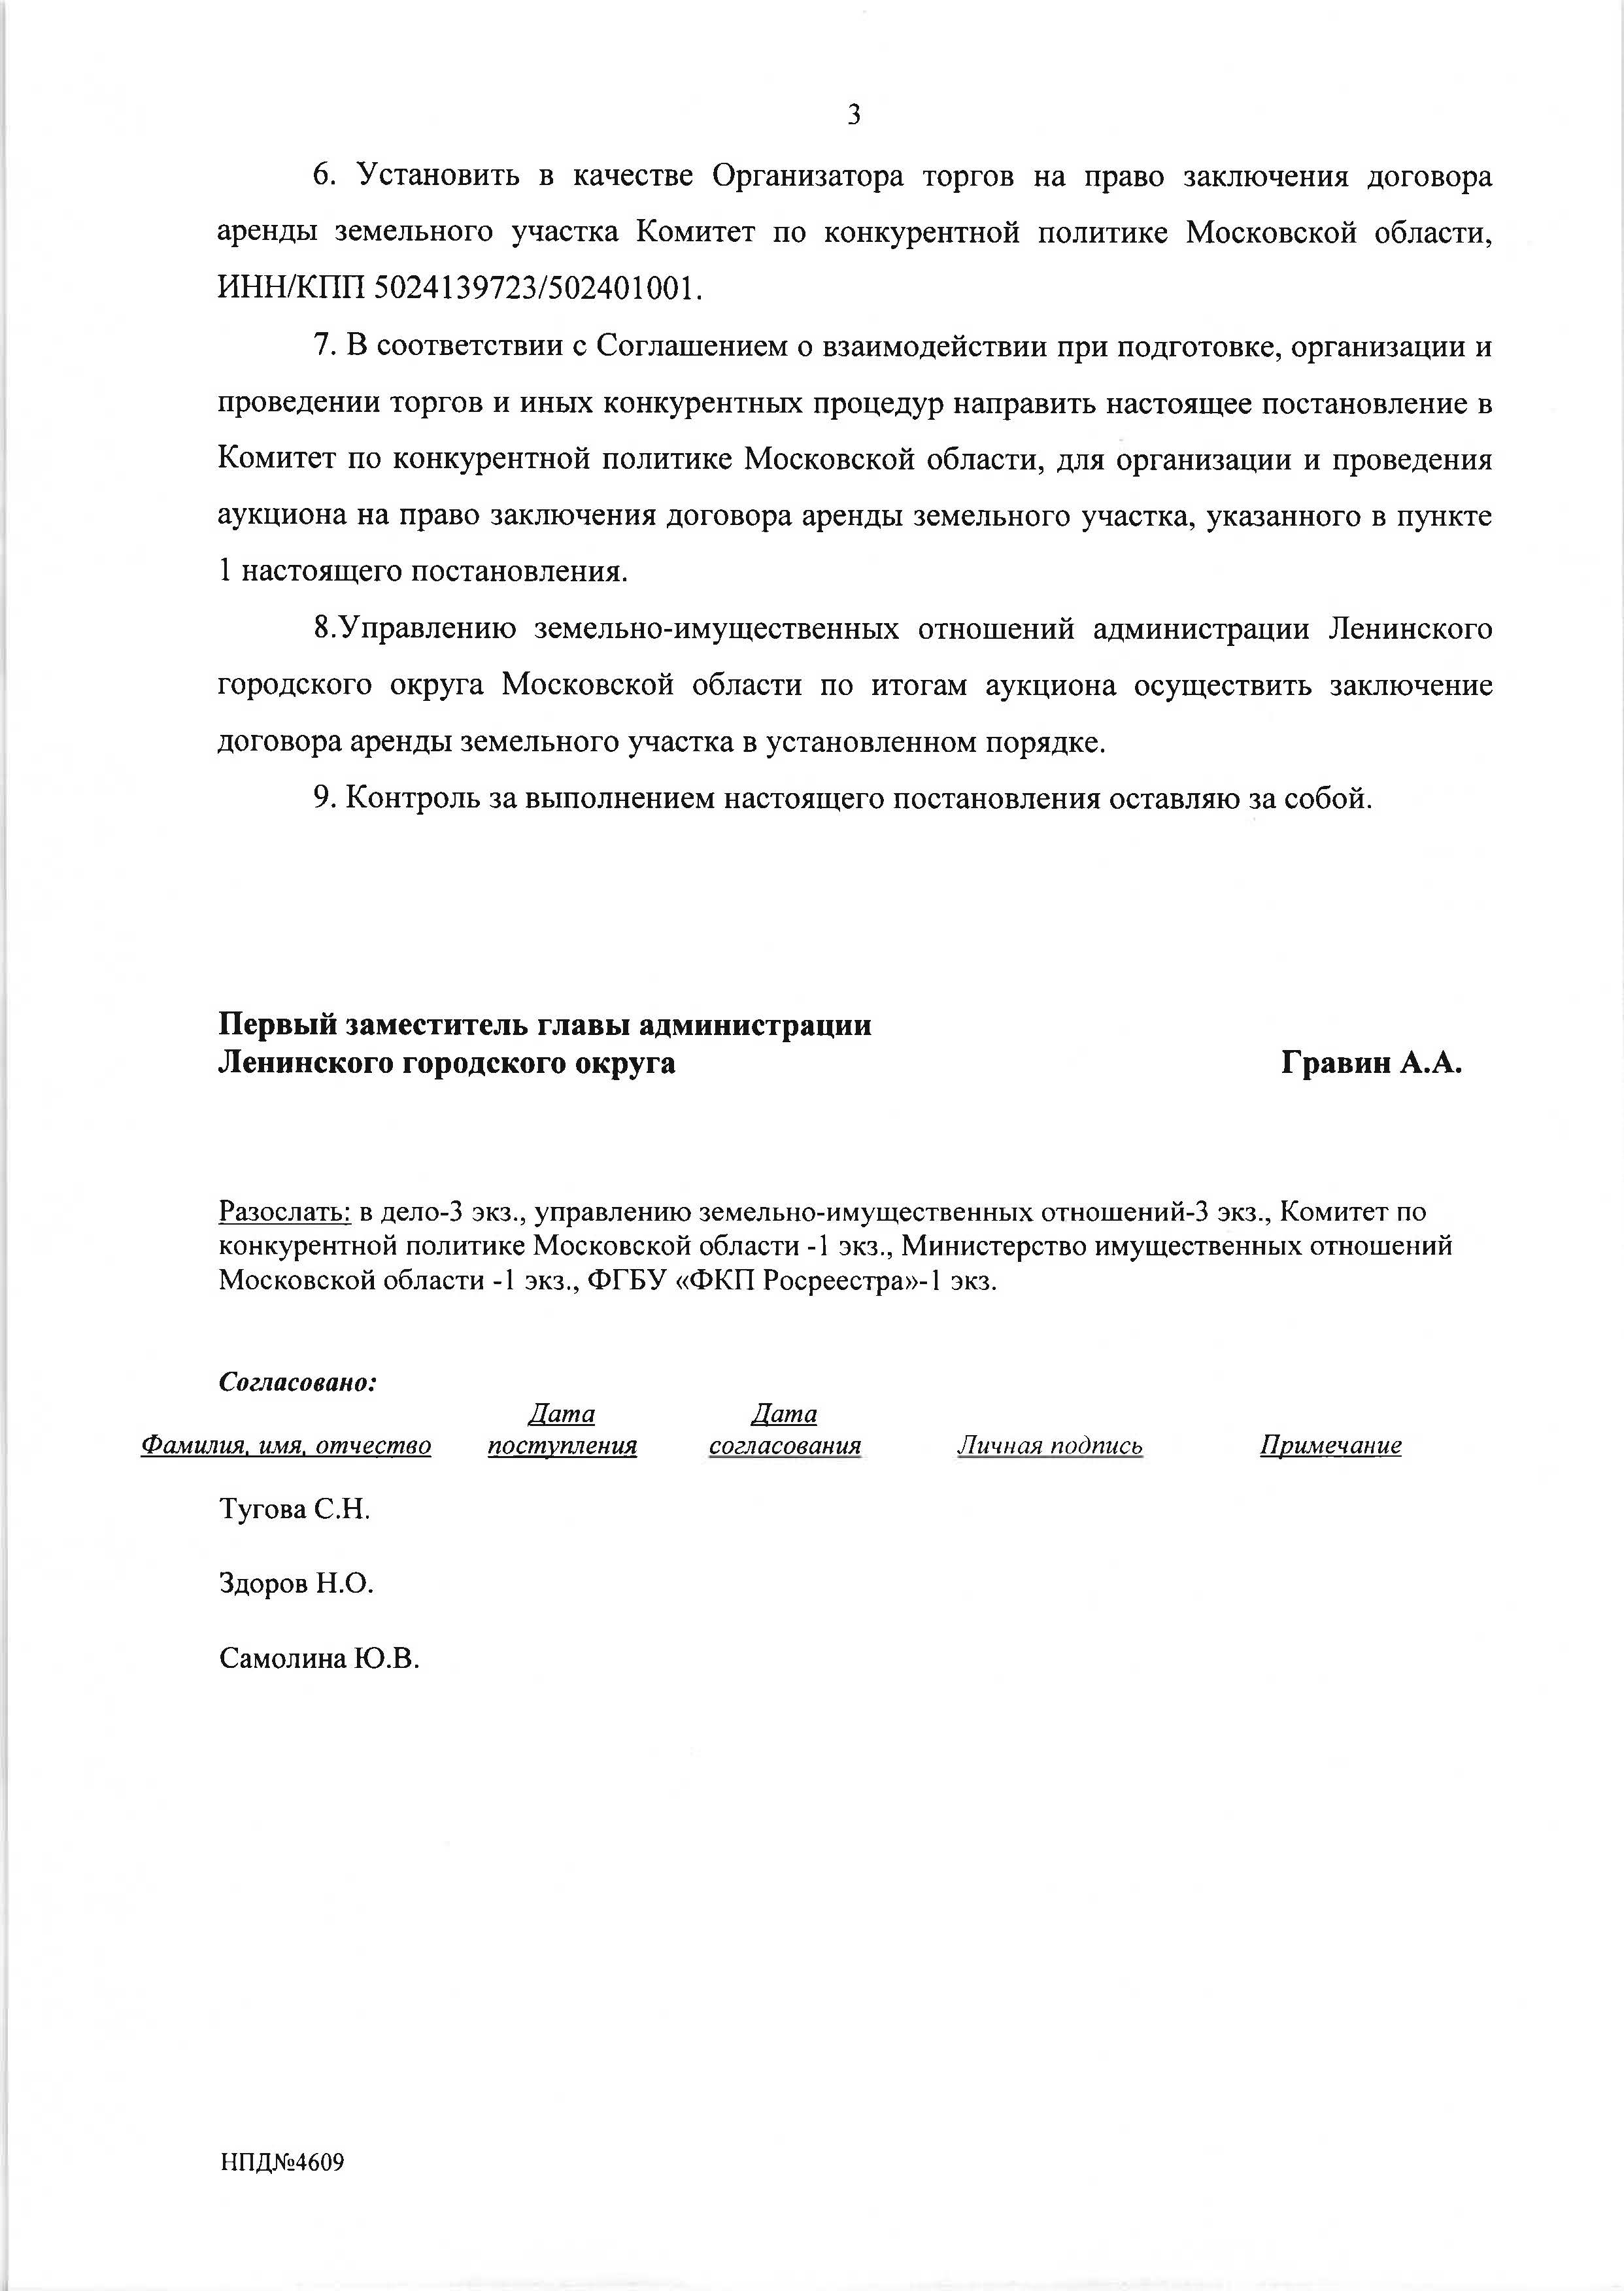 3
6. Установить в качестве Организатора торгов на право заключения договора
аренды земельного участка Комитет по конкурентной политике Московской области,
ИНН/КПП 5024139723/502401001.
7. В соответствии с Соглашением о взаимодействии при подготовке, организации и
проведении торгов и иных конкурентных процедур направить настоящее постановление в
Комитет по конкурентной политике Московской области, для организации и проведения
аукциона на право заключения договора аренды земельного участка, указанного в пункте
1 настоящего постановления.
8.Управлению земельно-имущественных отношений администрации Ленинского
городского округа Московской области по итогам аукциона осуществить заключение
договора аренды земельного участка в установленном порядке.
9. Контроль за выполнением настоящего постановления оставляю за собой.
Первый заместитель главы администрации
Ленинского городского округа Гравин А.А.
Разослать: в дело-3 экз., управлению земельно-имущественных отношений-3 экз., Комитет по
конкурентной политике Московской области -1 экз., Министерство имущественных отношений
Московской области -1 экз., ФГБУ «ФКП Росреестра»-1 экз.
Согласовано:
Дата Дата
Фамилия, имя, отчество поступления согласования Личная подпись Примечание
Тугова С.Н.
Здоров Н.О.
Самолина Ю.В.
НПД№4609